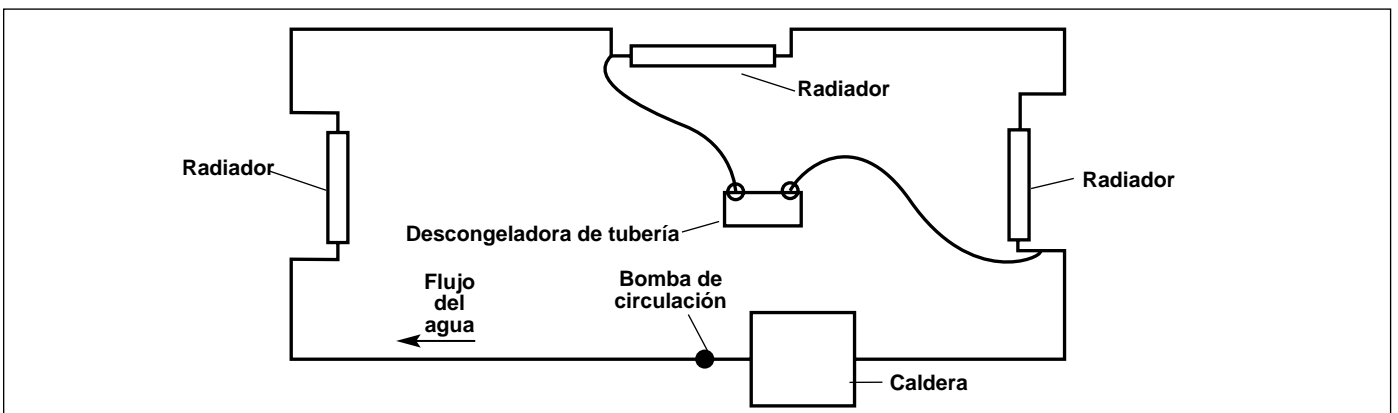 Radiador
Radiador
Radiador
Descongeladora de tubería
Flujo
del
agua
Bomba de
circulación
Caldera